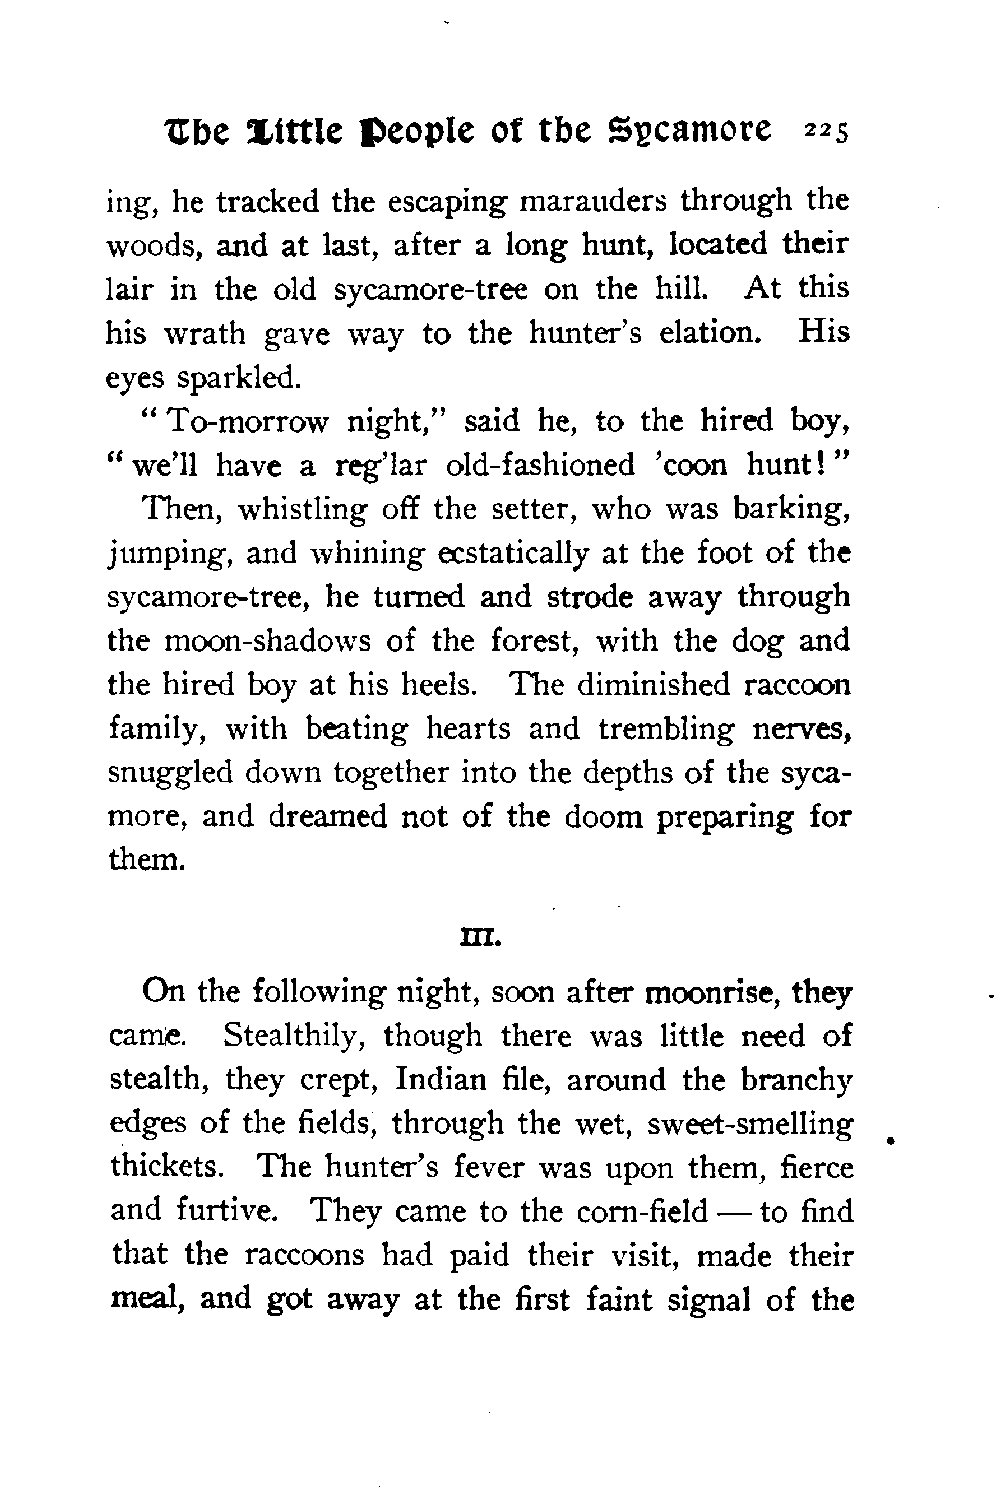 The Little People of the Sycamore 225
ing, he tracked the escaping marauders through the
woods, and at last, after a long hunt, located their
lair in the old sycamore-tree on the hill. At this
his wrath gave way to the hunter's elation. His
eyes sparkled.
" To-morrow night," said he, to the hired boy,
" we'll have a reg'lar old-fashioned 'coon hunt! "
Then, whistling off the setter, who was barking,
jumping, and whining ecstatically at the foot of the
sycamore-tree, he turned and strode away through
the moon-shadows of the forest, with the dog and
the hired boy at his heels. The diminished raccoon
family, with beating hearts and trembling nerves,
snuggled down together into the depths of the syca-
more, and dreamed not of the doom preparing for
them.
III.
On the following night, soon after moonrise, they
came. Stealthily, though there was little need of
stealth, they crept, Indian file, around the branchy
edges of the fields, through the wet, sweet-smelling
thickets. The hunter's fever was upon them, fierce
and furtive. They came to the corn-field — to find
that the raccoons had paid their visit, made their
meal, and got away at the first faint signal of the